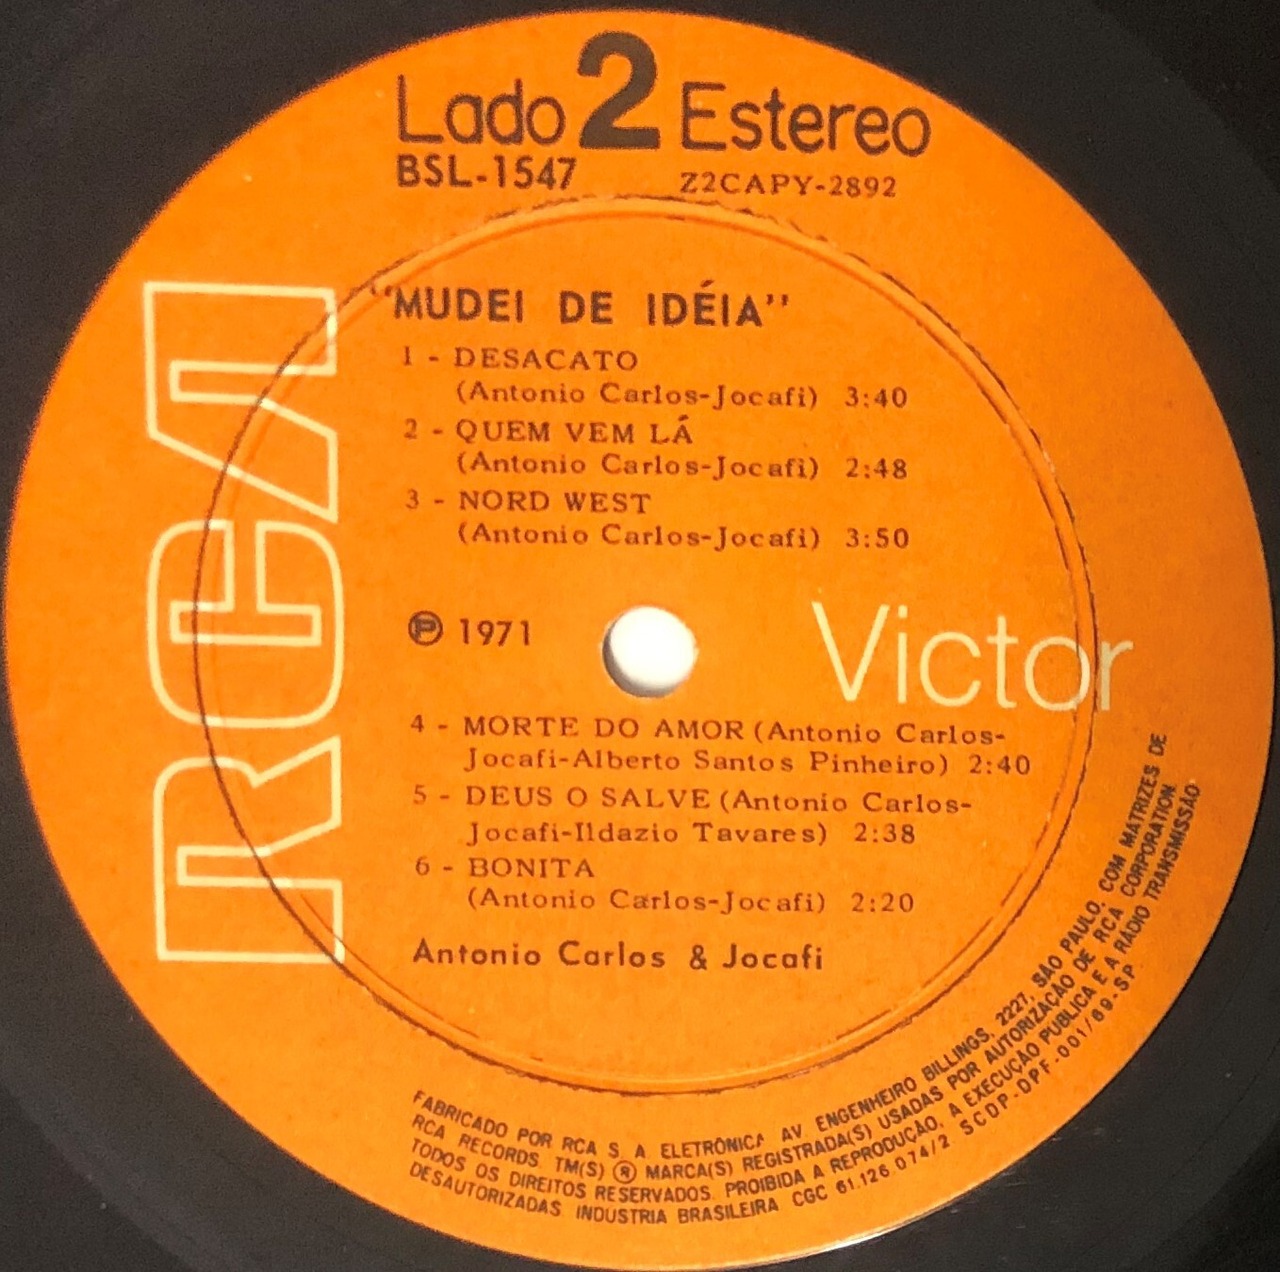 Lado 2 Estereo
BSL-1547 Z2CAPY-2892
RCA
"MUDEI DE IDÉIA"
1 - DESACATO
(Antonio Carlos-Jocafi) 3:40
2 - QUEM VEM LÁ
(Antonio Carlos-Jocafi) 2:48
3 - NORD WEST
(Antonio Carlos-Jocafi) 3:50
Ⓟ 1971
Victor
4 - MORTE DO AMOR (Antonio Carlos-
Jocafi-Alberto Santos Pinheiro) 2:40
5 - DEUS O SALVE (Antonio Carlos-
Jocafi-Ildazio Tavares) 2:38
6 - BONITA
(Antonio Carlos-Jocafi) 2:20
Antonio Carlos & Jocafi
FABRICADO POR RCA S. A. ELETRÔNICA AV. ENGENHEIRO BILLINGS, 2227, SÃO PAULO, COM MATRIZES DE
RCA RECORDS. TM(S) ® MARCA(S) REGISTRADA(S) USADAS POR AUTORIZAÇÃO DE RCA CORPORATION
TODOS OS DIREITOS RESERVADOS. PROIBIDA A REPRODUÇÃO, A EXECUÇÃO PUBLICA E A RÁDIO TRANSMISSÃO
DESAUTORIZADAS INDUSTRIA BRASILEIRA CGC 61.126 074/2 SCDP-DPF-001/69-SP